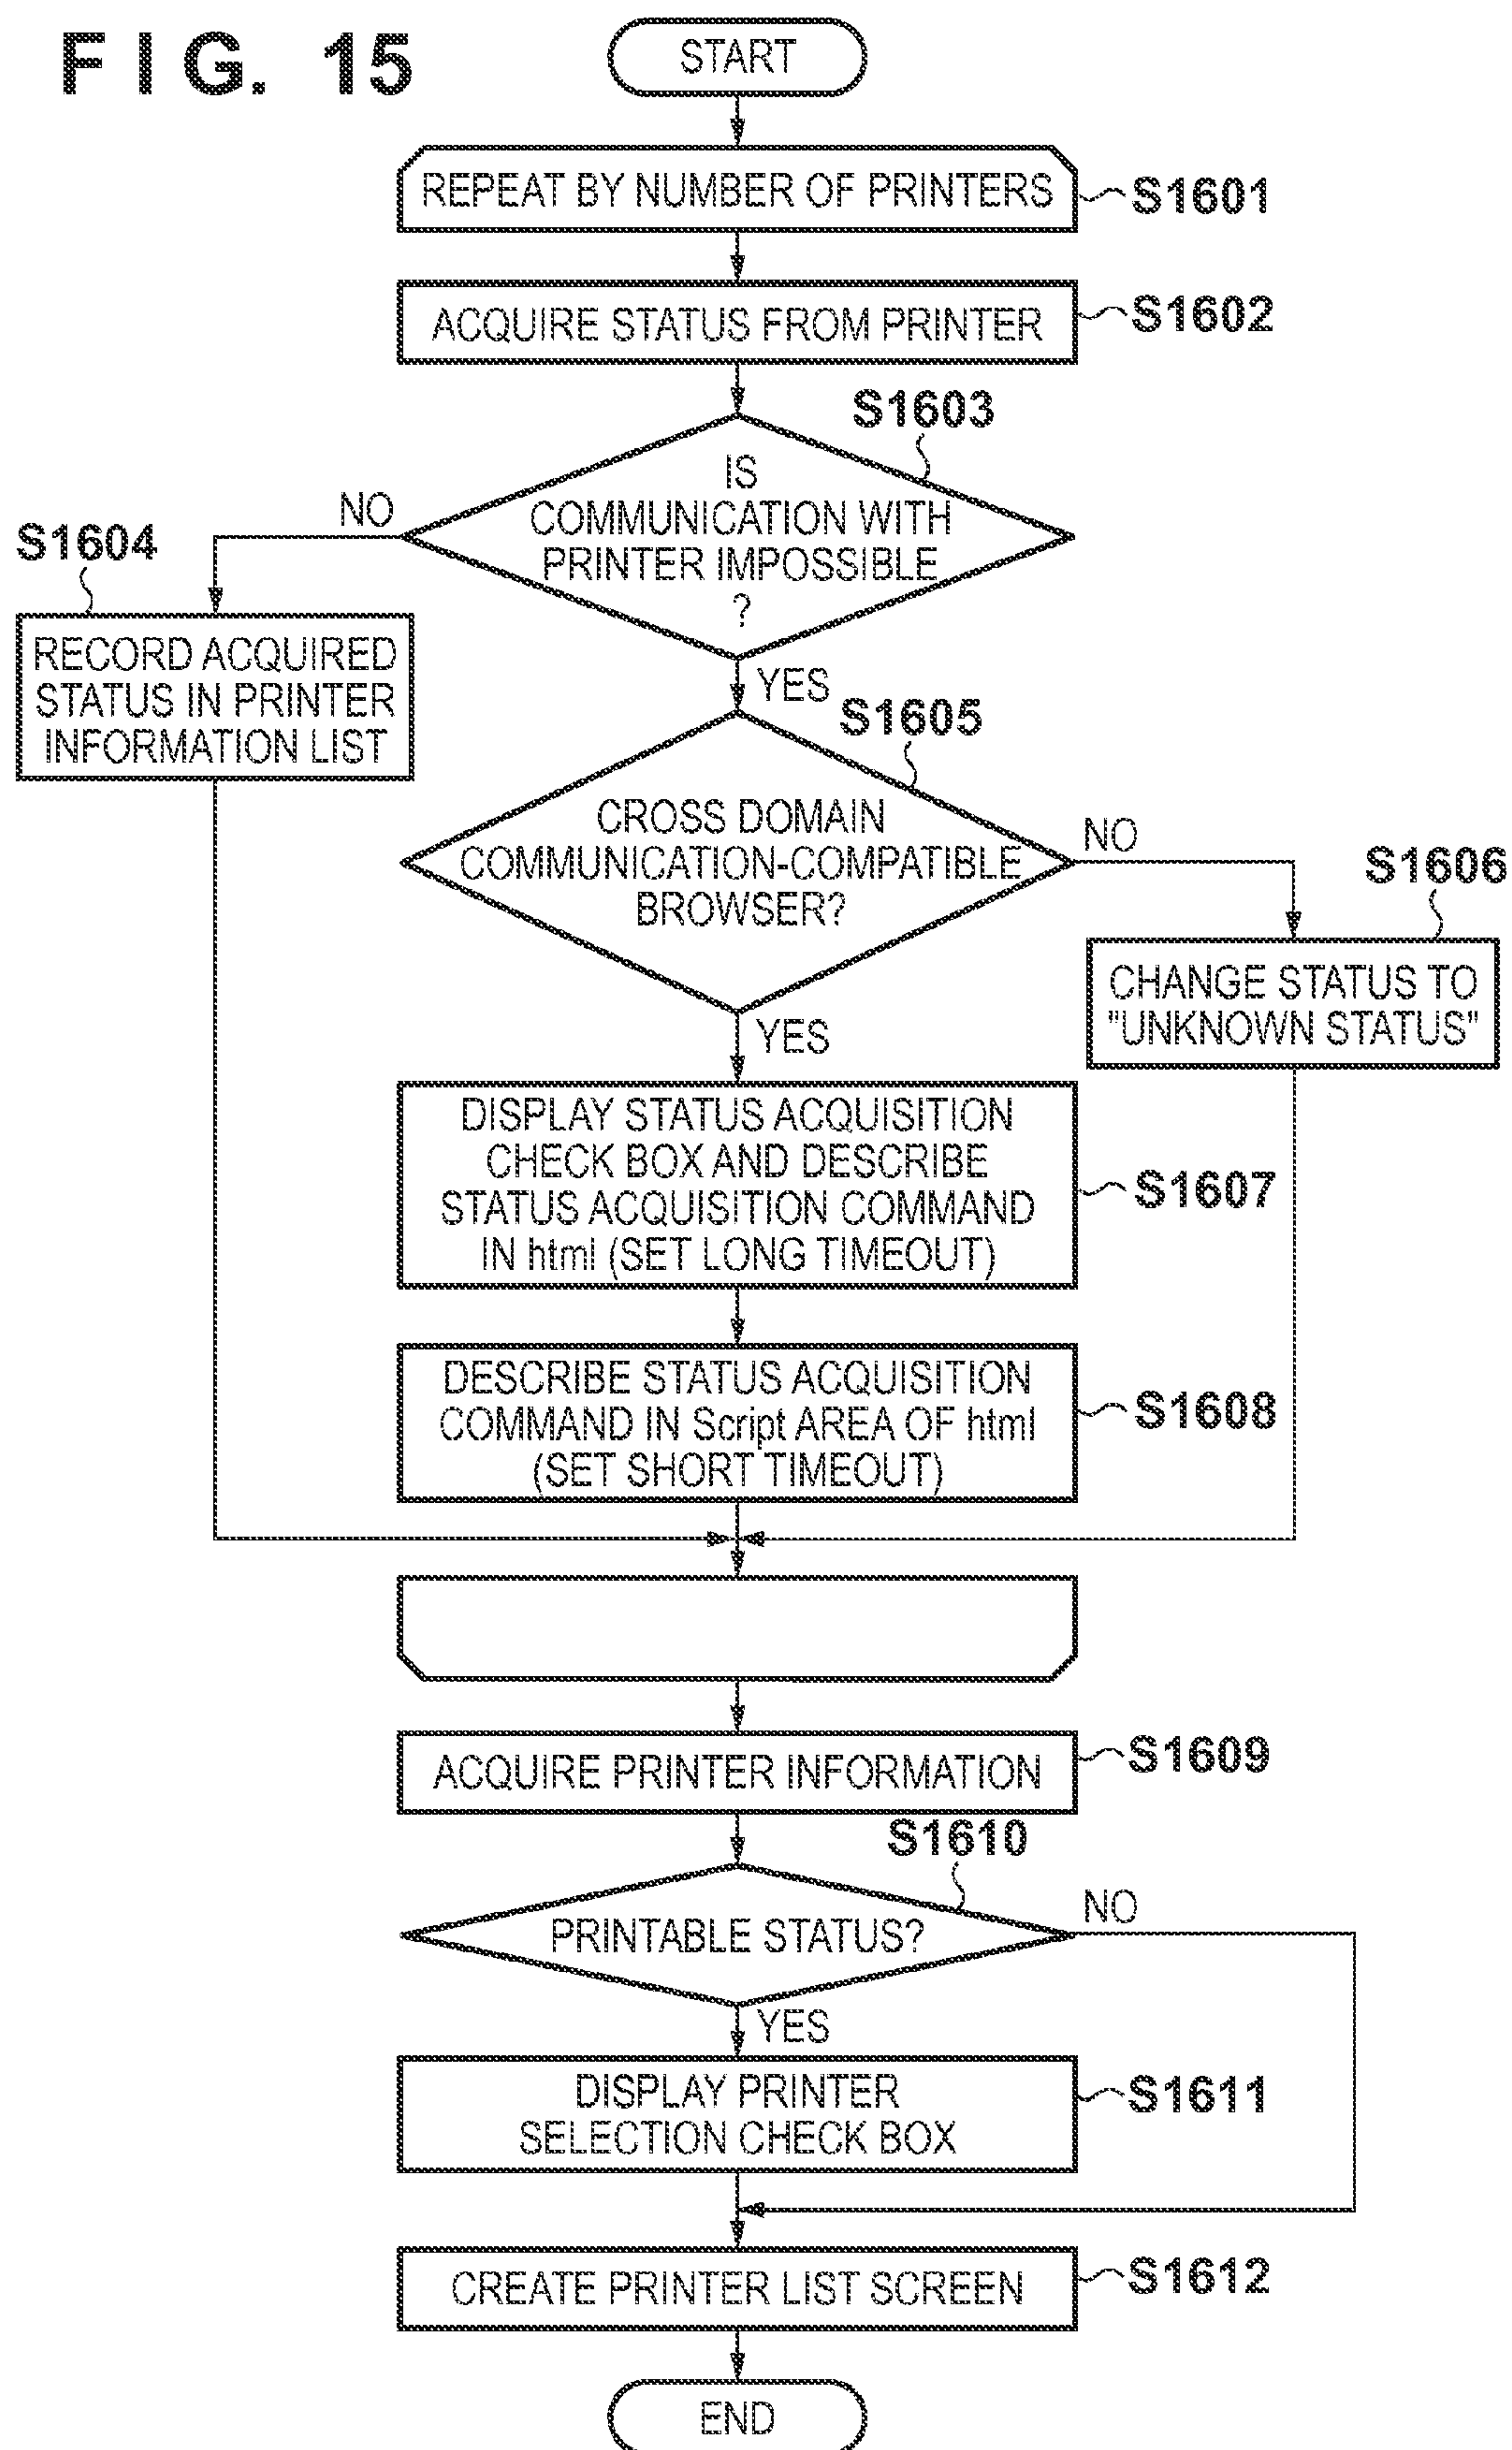 FIG. 15
START
REPEAT BY NUMBER OF PRINTERS
S1601
ACQUIRE STATUS FROM PRINTER
S1602
S1603
IS
COMMUNICATION WITH
PRINTER IMPOSSIBLE
?
NO
YES
S1604
RECORD ACQUIRED
STATUS IN PRINTER
INFORMATION LIST
S1605
CROSS DOMAIN
COMMUNICATION-COMPATIBLE
BROWSER?
NO
YES
S1606
CHANGE STATUS TO
"UNKNOWN STATUS"
DISPLAY STATUS ACQUISITION
CHECK BOX AND DESCRIBE
STATUS ACQUISITION COMMAND
IN html (SET LONG TIMEOUT)
S1607
DESCRIBE STATUS ACQUISITION
COMMAND IN Script AREA OF html
(SET SHORT TIMEOUT)
S1608
ACQUIRE PRINTER INFORMATION
S1609
S1610
PRINTABLE STATUS?
NO
YES
DISPLAY PRINTER
SELECTION CHECK BOX
S1611
CREATE PRINTER LIST SCREEN
S1612
END